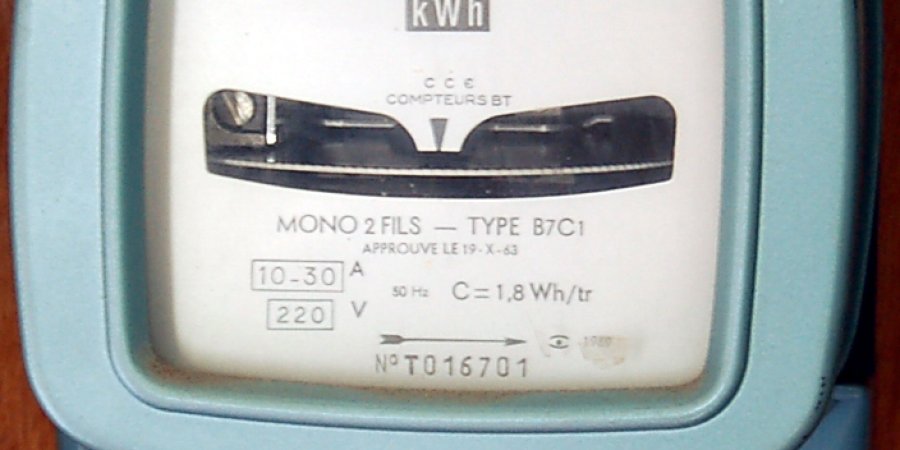 kWh
C C C
COMPTEURS BT
MONO 2 FILS — TYPE B7C1
APPROUVE LE 19-X-63
10-30 A
50 Hz C=1,8 Wh/tr
220 V
Nº T016701